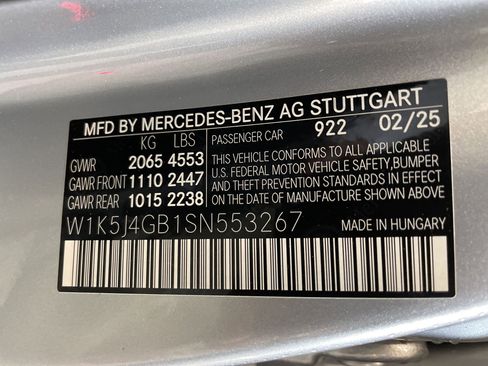 MFD BY MERCEDES-BENZ AG STUTTGART
KG LBS PASSENGER CAR 922 02/25
GVWR 2065 4553
GAWR FRONT 1110 2447
GAWR REAR 1015 2238
THIS VEHICLE CONFORMS TO ALL APPLICABLE
U.S. FEDERAL MOTOR VEHICLE SAFETY,BUMPER
AND THEFT PREVENTION STANDARDS IN EFFECT
ON THE DATE OF MANUFACTURE SHOWN ABOVE
W1K5J4GB1SN553267 MADE IN HUNGARY